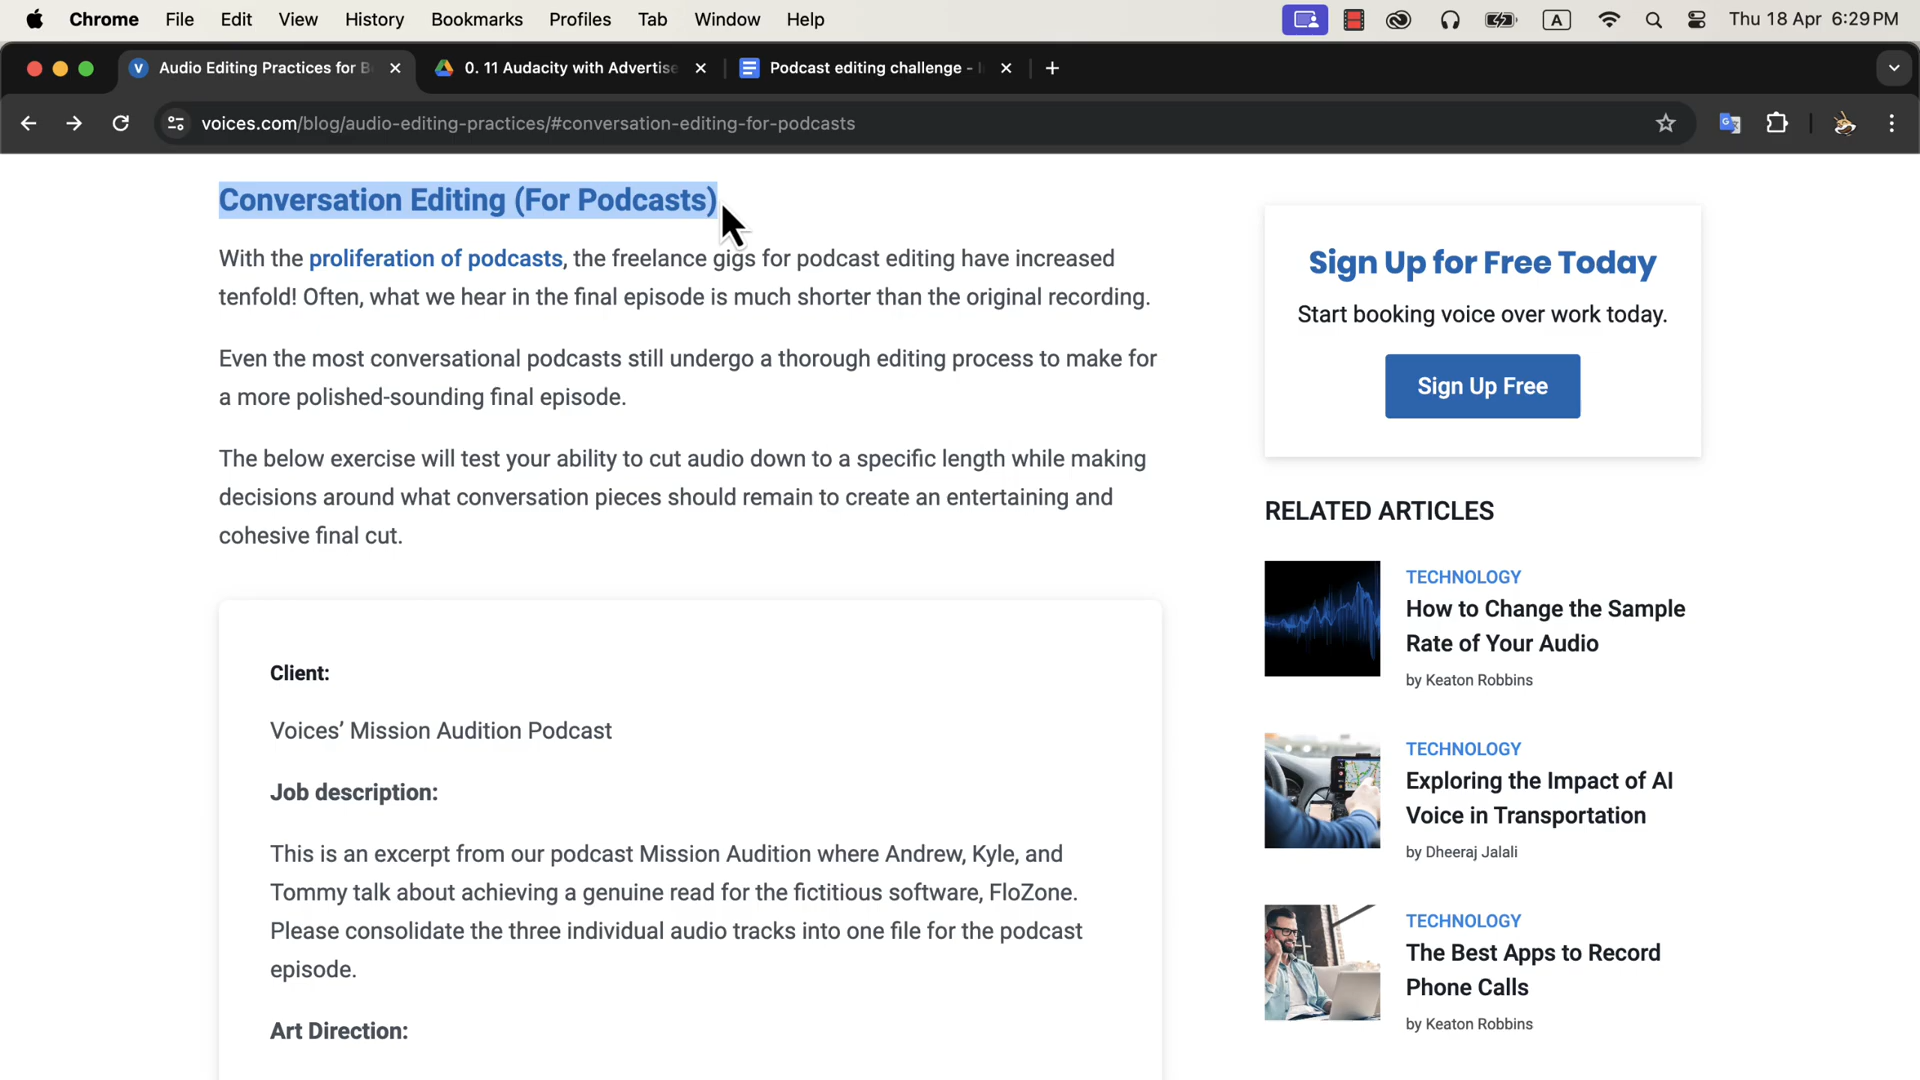 Chrome File Edit View History Bookmarks Profiles Tab Window Help
A
Thu 18 Apr 6:29 PM
Audio Editing Practices for B
0. 11 Audacity with Advertise
Podcast editing challenge -
voices.com/blog/audio-editing-practices/#conversation-editing-for-podcasts
Conversation Editing (For Podcasts)
With the proliferation of podcasts, the freelance gigs for podcast editing have increased
tenfold! Often, what we hear in the final episode is much shorter than the original recording.
Even the most conversational podcasts still undergo a thorough editing process to make for
a more polished-sounding final episode.
The below exercise will test your ability to cut audio down to a specific length while making
decisions around what conversation pieces should remain to create an entertaining and
cohesive final cut.
Client:
Voices’ Mission Audition Podcast
Job description:
This is an excerpt from our podcast Mission Audition where Andrew, Kyle, and
Tommy talk about achieving a genuine read for the fictitious software, FloZone.
Please consolidate the three individual audio tracks into one file for the podcast
episode.
Art Direction:
Sign Up for Free Today
Start booking voice over work today.
Sign Up Free
RELATED ARTICLES
TECHNOLOGY
How to Change the Sample
Rate of Your Audio
by Keaton Robbins
TECHNOLOGY
Exploring the Impact of AI
Voice in Transportation
by Dheeraj Jalali
TECHNOLOGY
The Best Apps to Record
Phone Calls
by Keaton Robbins